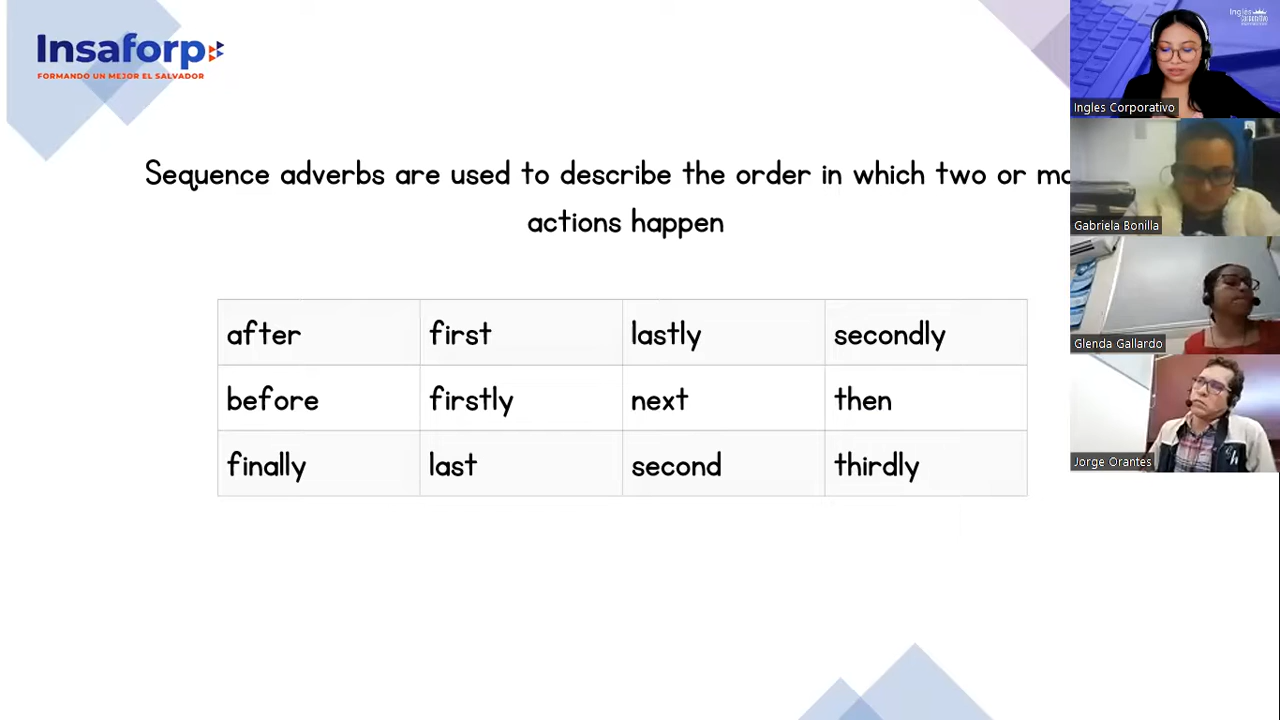 Insaforp
FORMANDO UN MEJOR EL SALVADOR
Sequence adverbs are used to describe the order in which two or
actions happen
after first lastly secondly
before firstly next then
finally last second thirdly
Ingles Corporativo
Gabriela Bonilla
Glenda Gallardo
Jorge Orantes